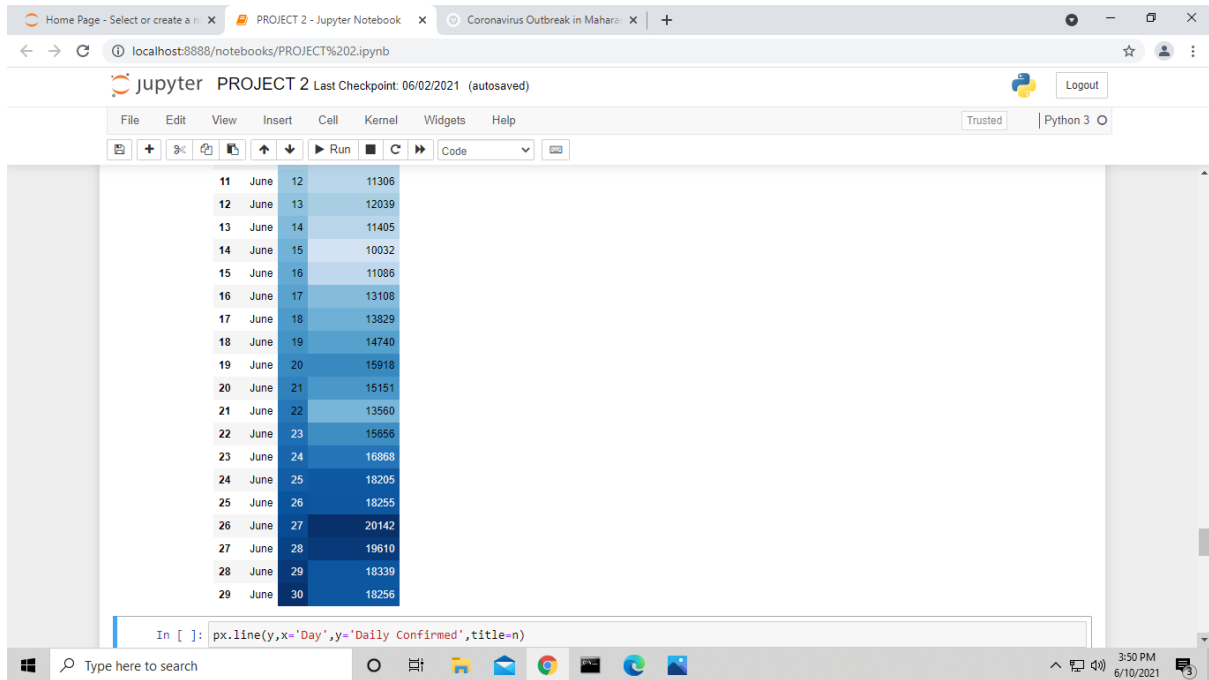 Home Page - Select or create a n
PROJECT 2 - Jupyter Notebook
Coronavirus Outbreak in Mahara
localhost:8888/notebooks/PROJECT%202.ipynb
jupyter PROJECT 2 Last Checkpoint: 06/02/2021 (autosaved)
Logout
File Edit View Insert Cell Kernel Widgets Help
Trusted
Python 3
Run
Code
11 June 12 11306
12 June 13 12039
13 June 14 11405
14 June 15 10032
15 June 16 11086
16 June 17 13108
17 June 18 13829
18 June 19 14740
19 June 20 15918
20 June 21 15151
21 June 22 13560
22 June 23 15656
23 June 24 16868
24 June 25 18205
25 June 26 18255
26 June 27 20142
27 June 28 19610
28 June 29 18339
29 June 30 18256
In [ ]: px.line(y,x='Day',y='Daily Confirmed',title=n)
Type here to search
3:50 PM
6/10/2021
3